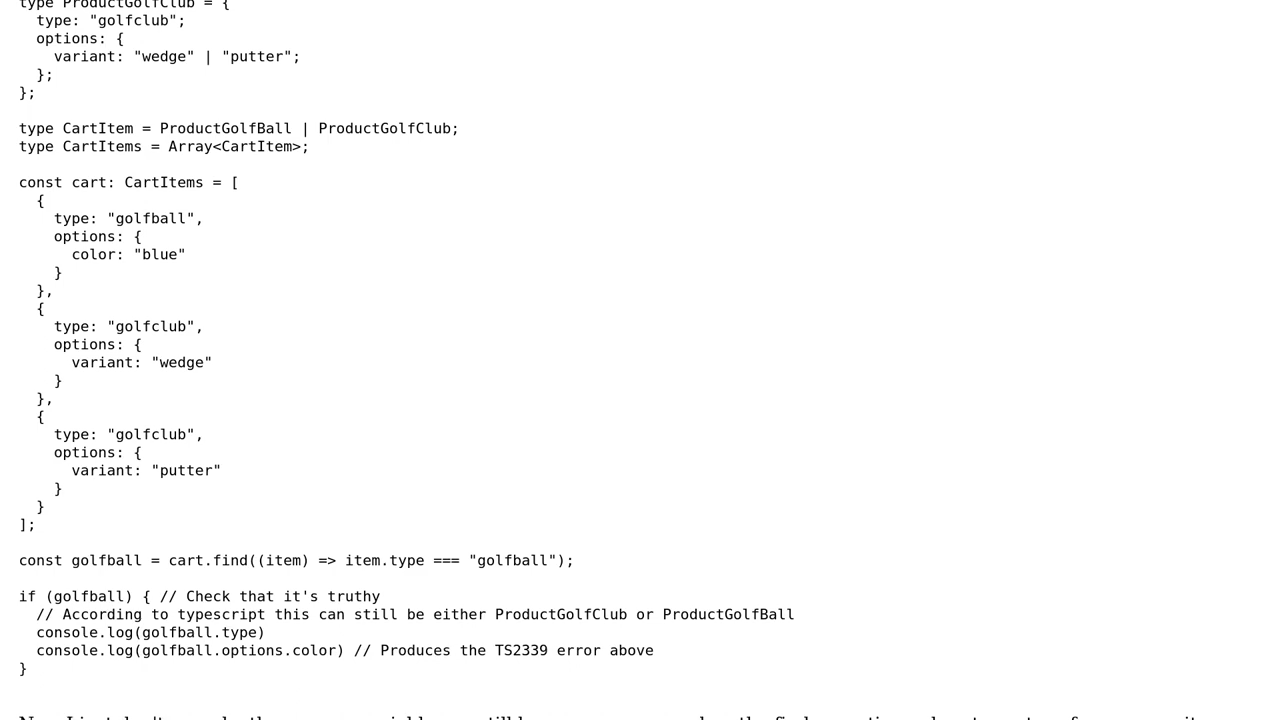 type ProductGolfClub = {
  type: "golfclub";
  options: {
    variant: "wedge" | "putter";
  };
};

type CartItem = ProductGolfBall | ProductGolfClub;
type CartItems = Array<CartItem>;

const cart: CartItems = [
  {
    type: "golfball",
    options: {
      color: "blue"
    }
  },
  {
    type: "golfclub",
    options: {
      variant: "wedge"
    }
  },
  {
    type: "golfclub",
    options: {
      variant: "putter"
    }
  }
];

const golfball = cart.find((item) => item.type === "golfball");

if (golfball) { // Check that it's truthy
  // According to typescript this can still be either ProductGolfClub or ProductGolfBall
  console.log(golfball.type)
  console.log(golfball.options.color) // Produces the TS2339 error above
}